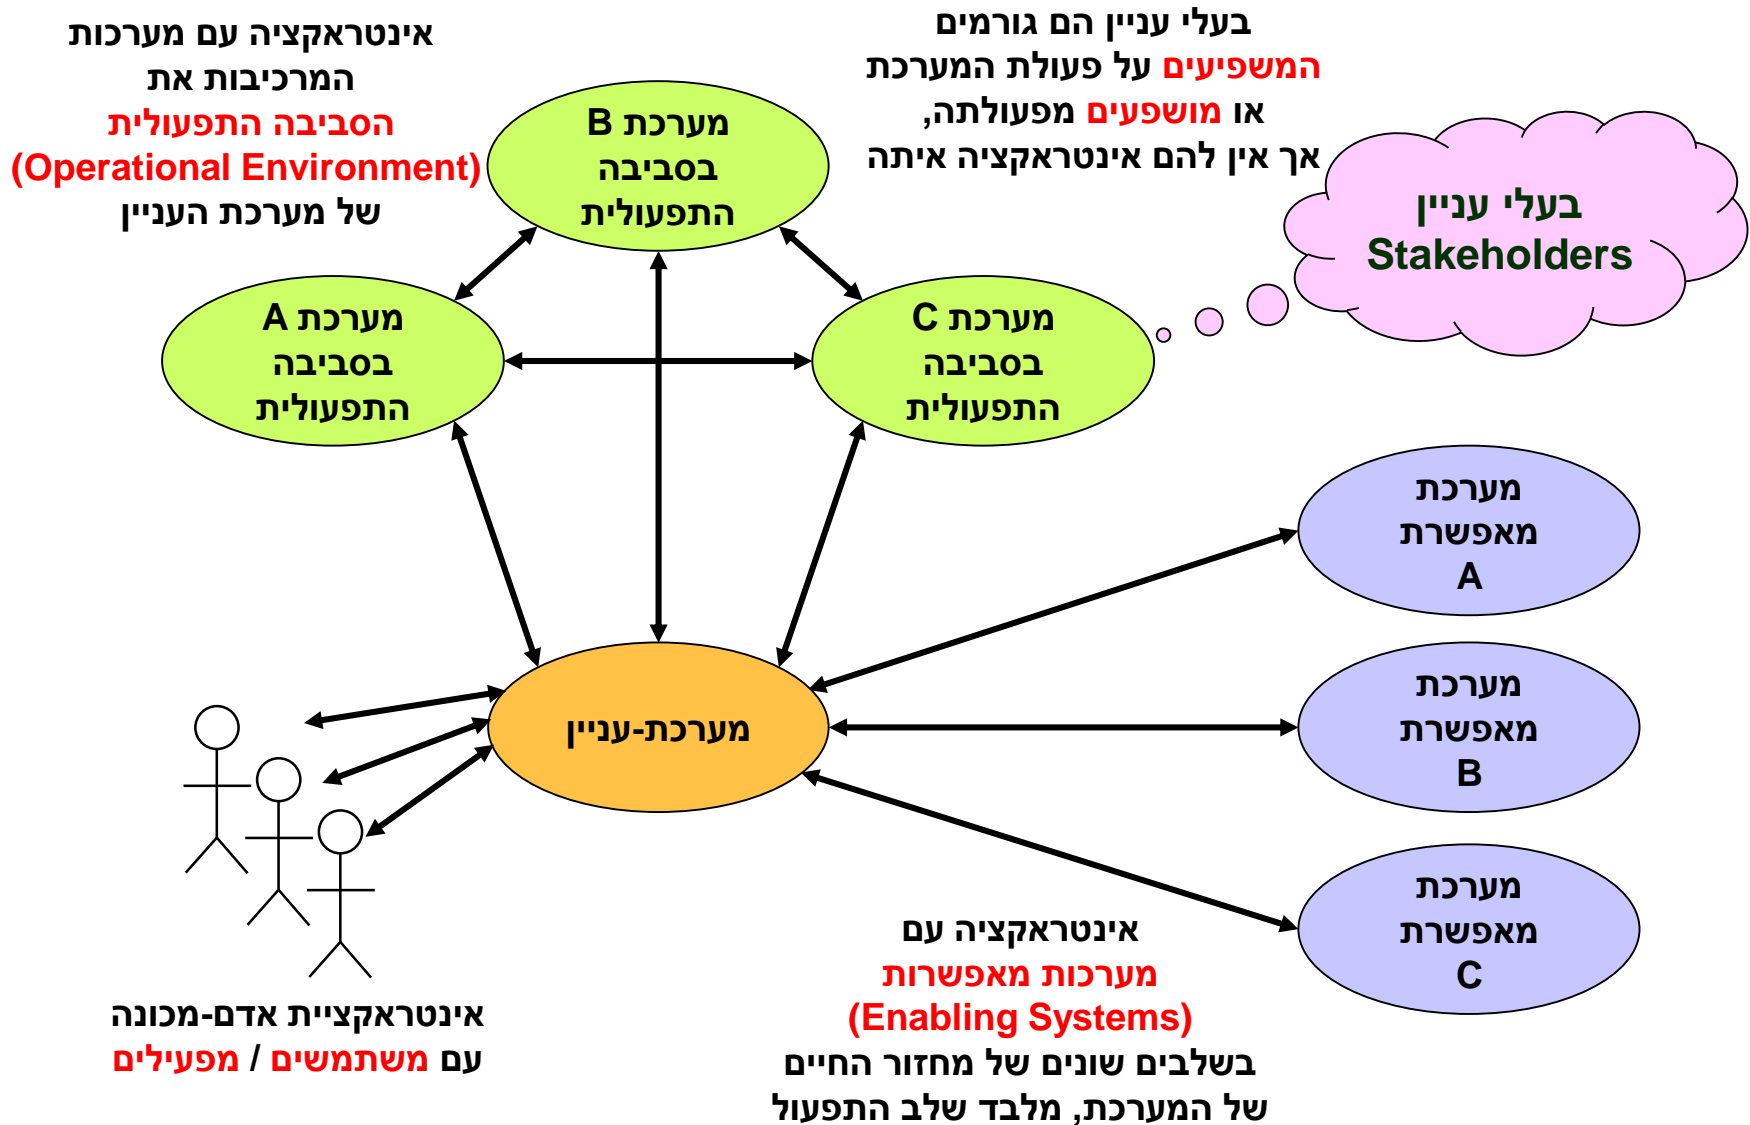 אינטראקציה עם מערכות
המרכיבות את
הסביבה התפעולית
(Operational Environment)
של מערכת העניין
בעלי עניין הם גורמים
המשפיעים על פעולת המערכת
או מושפעים מפעולתה,
אך אין להם אינטראקציה איתה
בעלי עניין
Stakeholders
מערכת B
בסביבה
התפעולית
מערכת A
בסביבה
התפעולית
מערכת C
בסביבה
התפעולית
מערכת
מאפשרת
A
מערכת-עניין
מערכת
מאפשרת
B
מערכת
מאפשרת
C
אינטראקציית אדם-מכונה
עם משתמשים / מפעילים
אינטראקציה עם
מערכות מאפשרות
(Enabling Systems)
בשלבים שונים של מחזור החיים
של המערכת, מלבד שלב התפעול